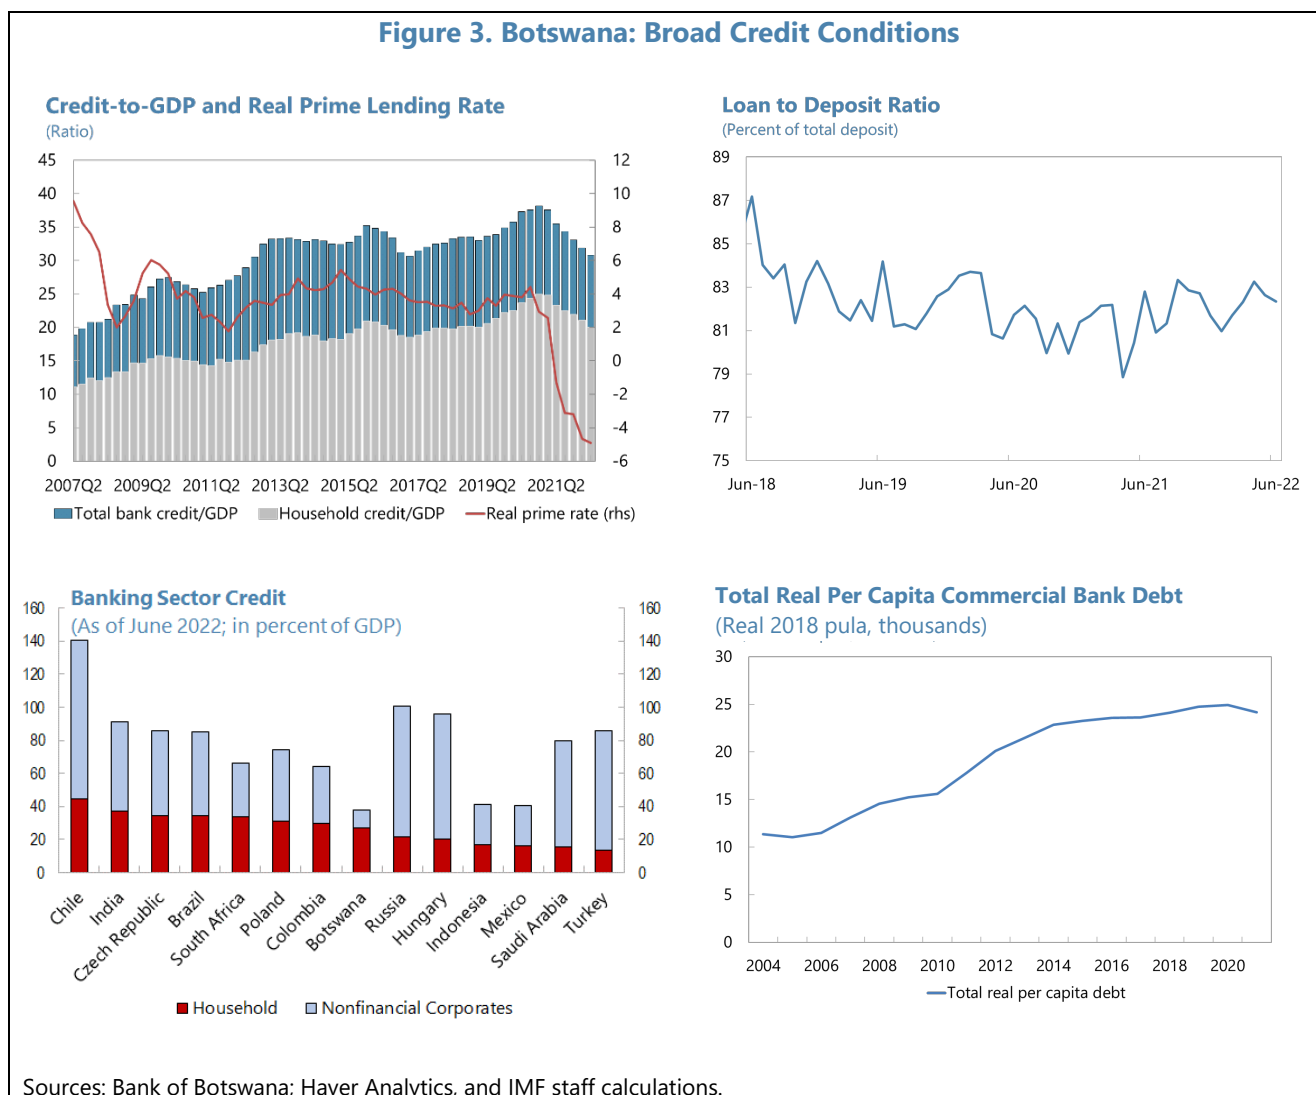 Figure 3. Botswana: Broad Credit Conditions
Credit-to-GDP and Real Prime Lending Rate
(Ratio)
45
40
35
30
25
20
15
10
5
0
12
10
8
6
4
2
0
-2
-4
-6
2007Q2 2009Q2 2011Q2 2013Q2 2015Q2 2017Q2 2019Q2 2021Q2
Total bank credit/GDP Household credit/GDP Real prime rate (rhs)
Loan to Deposit Ratio
(Percent of total deposit)
89
87
85
83
81
79
77
75
Jun-18 Jun-19 Jun-20 Jun-21 Jun-22
Banking Sector Credit
(As of June 2022; in percent of GDP)
160
140
120
100
80
60
40
20
0
160
140
120
100
80
60
40
20
0
Chile
India
Czech Republic
Brazil
South Africa
Poland
Colombia
Botswana
Russia
Hungary
Indonesia
Mexico
Saudi Arabia
Turkey
Household Nonfinancial Corporates
Total Real Per Capita Commercial Bank Debt
(Real 2018 pula, thousands)
30
25
20
15
10
5
0
2004 2006 2008 2010 2012 2014 2016 2018 2020
Total real per capita debt
Sources: Bank of Botswana; Haver Analytics, and IMF staff calculations.